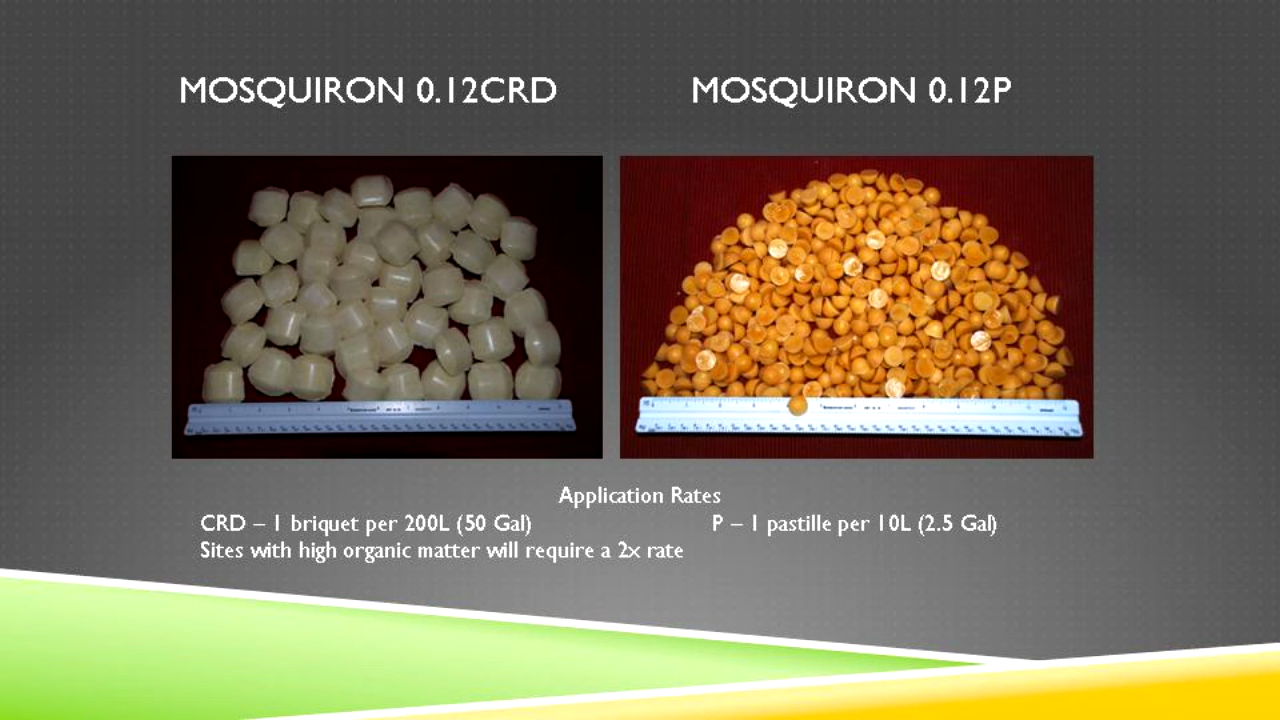 MOSQUIRON 0.12CRD
MOSQUIRON 0.12P
Application Rates
CRD – 1 briquet per 200L (50 Gal)
P – 1 pastille per 10L (2.5 Gal)
Sites with high organic matter will require a 2x rate